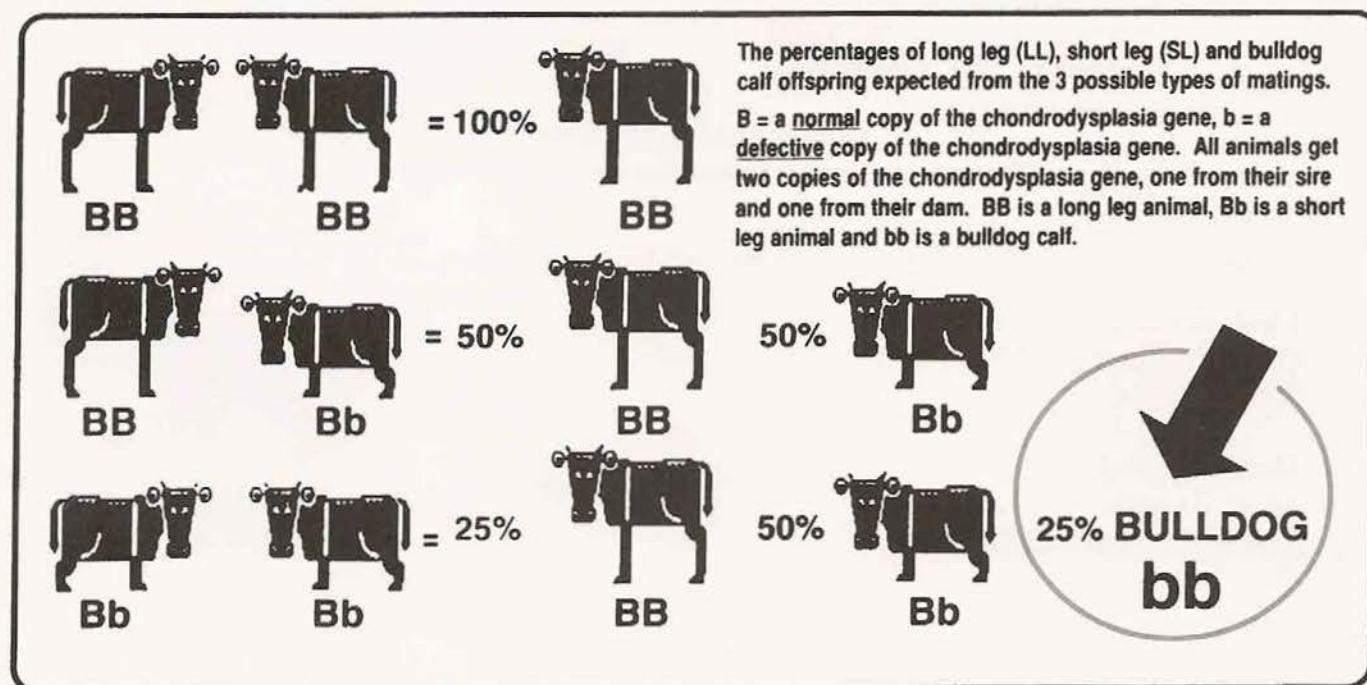 The percentages of long leg (LL), short leg (SL) and bulldog
calf offspring expected from the 3 possible types of matings.
B = a normal copy of the chondrodysplasia gene, b = a
defective copy of the chondrodysplasia gene. All animals get
two copies of the chondrodysplasia gene, one from their sire
and one from their dam. BB is a long leg animal, Bb is a short
leg animal and bb is a bulldog calf.
= 100%
BB BB BB
= 50% 50%
BB Bb BB Bb
= 25% 50% 25% BULLDOG
bb
Bb Bb BB Bb